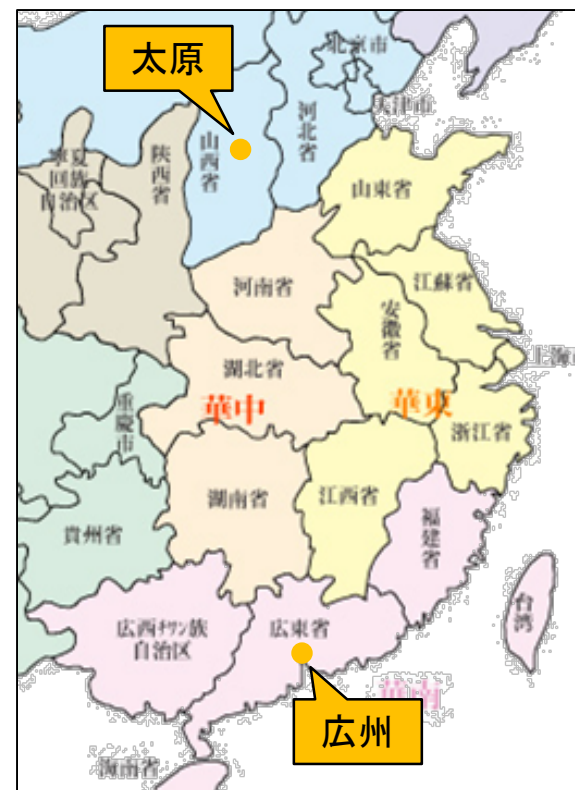 太原
北京市
天津市
河北省
山西省
陝西省
寧夏
回族
自治区
山東省
河南省
江蘇省
安徽省
上海
湖北省
華中
華東
重慶市
浙江省
湖南省
江西省
貴州省
福建省
台湾
広西チワン族
自治区
広東省
華南
広州
海南省